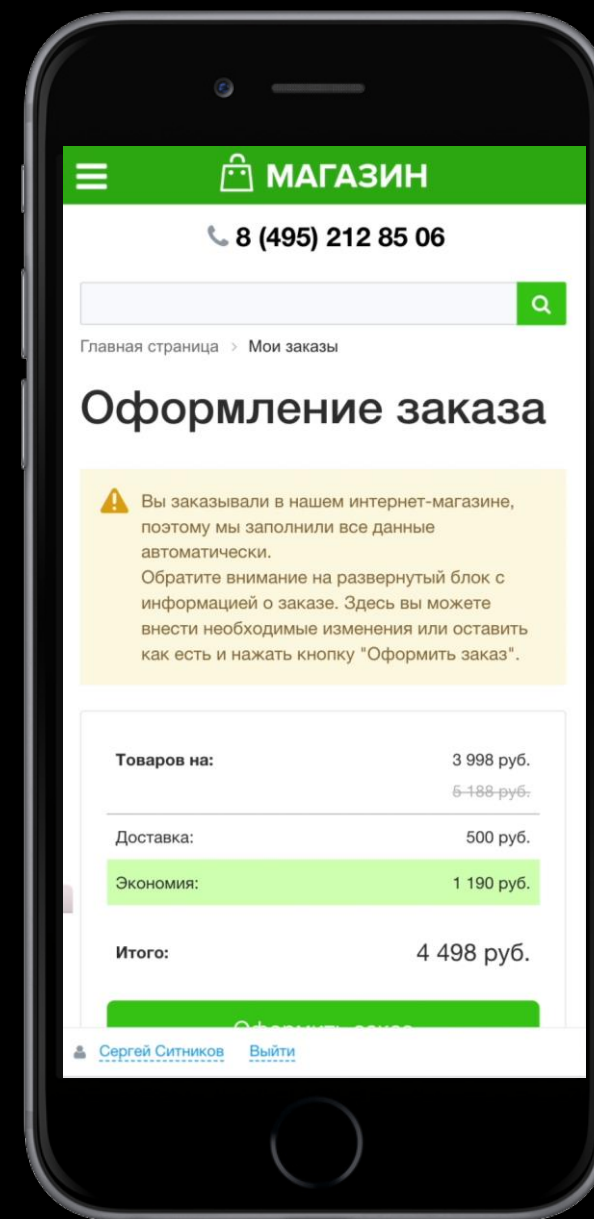 МАГАЗИН
8 (495) 212 85 06
Главная страница > Мои заказы
Оформление заказа
Вы заказывали в нашем интернет-магазине,
поэтому мы заполнили все данные
автоматически.
Обратите внимание на развернутый блок с
информацией о заказе. Здесь вы можете
внести необходимые изменения или оставить
как есть и нажать кнопку "Оформить заказ".
Товаров на: 3 998 руб.
5 188 руб.
Доставка: 500 руб.
Экономия: 1 190 руб.
Итого: 4 498 руб.
Оформить заказ
Сергей Ситников Выйти